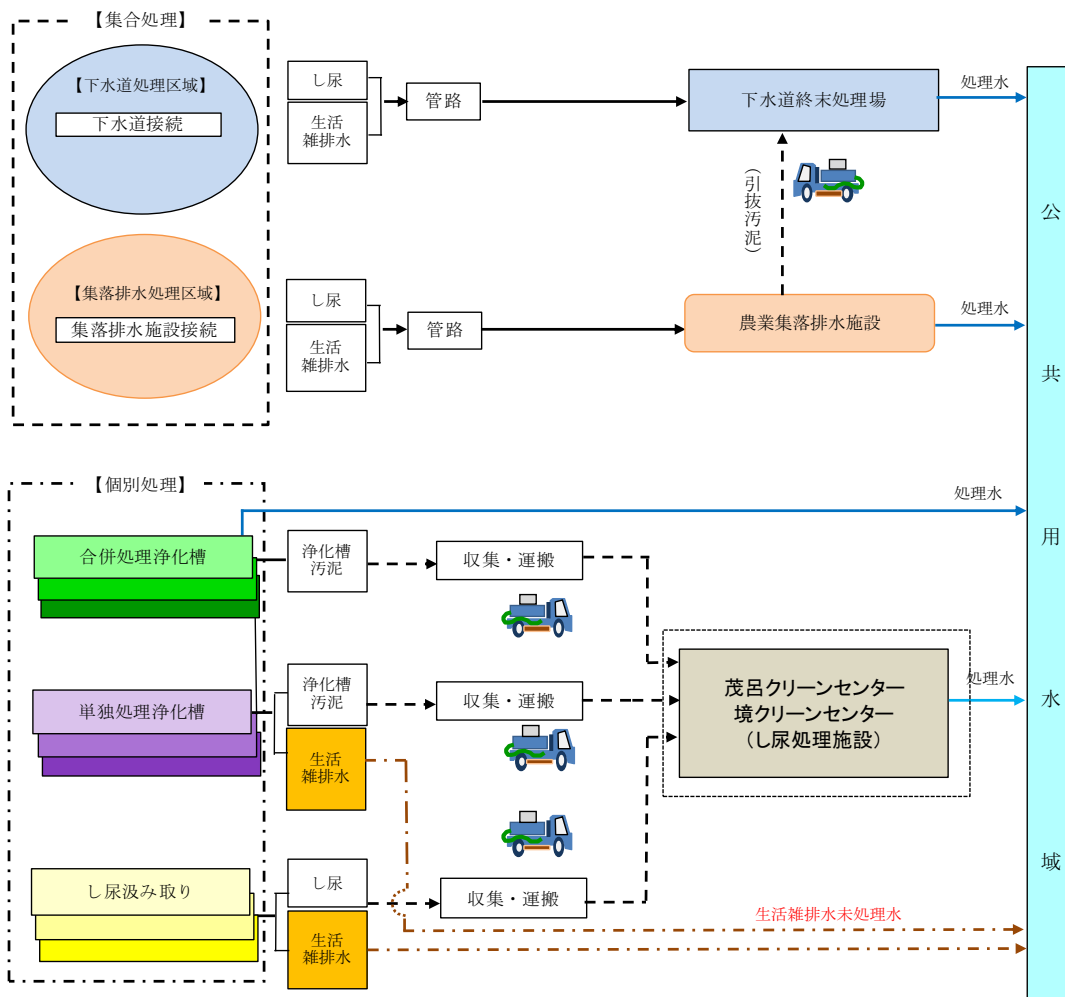 【集合処理】
【下水道処理区域】
下水道接続
し尿
生活
雑排水
管路
下水道終末処理場
処理水
(引抜汚泥)
【集落排水処理区域】
集落排水施設接続
し尿
生活
雑排水
管路
農業集落排水施設
処理水
公共用水域
【個別処理】
処理水
合併処理浄化槽
浄化槽
汚泥
収集・運搬
単独処理浄化槽
浄化槽
汚泥
収集・運搬
生活
雑排水
茂呂クリーンセンター
境クリーンセンター
(し尿処理施設)
処理水
し尿汲み取り
し尿
収集・運搬
生活
雑排水
生活雑排水未処理水